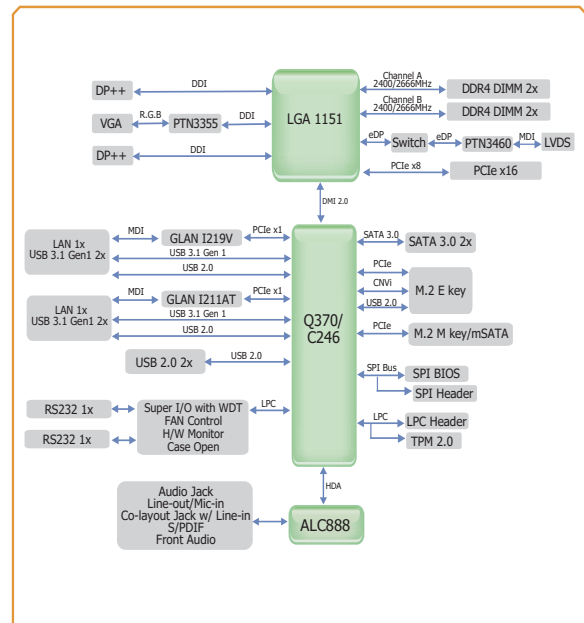 DP++
DDI
VGA
R.G.B
PTN3355
DDI
DP++
DDI
LGA 1151
Channel A
2400/2666MHz
DDR4 DIMM 2x
Channel B
2400/2666MHz
DDR4 DIMM 2x
eDP
Switch
eDP
PTN3460
MDI
LVDS
PCIe x8
PCIe x16
DMI 2.0
LAN 1x
USB 3.1 Gen1 2x
MDI
GLAN I219V
PCIe x1
USB 3.1 Gen 1
USB 2.0
LAN 1x
USB 3.1 Gen1 2x
MDI
GLAN I211AT
PCIe x1
USB 3.1 Gen 1
USB 2.0
USB 2.0 2x
USB 2.0
RS232 1x
RS232 1x
Super I/O with WDT
FAN Control
H/W Monitor
Case Open
LPC
Q370/
C246
SATA 3.0
SATA 3.0 2x
PCIe
CNVi
USB 2.0
M.2 E key
PCIe
M.2 M key/mSATA
SPI Bus
SPI BIOS
SPI Header
LPC
LPC Header
TPM 2.0
HDA
Audio Jack
Line-out/Mic-in
Co-layout Jack w/ Line-in
S/PDIF
Front Audio
ALC888